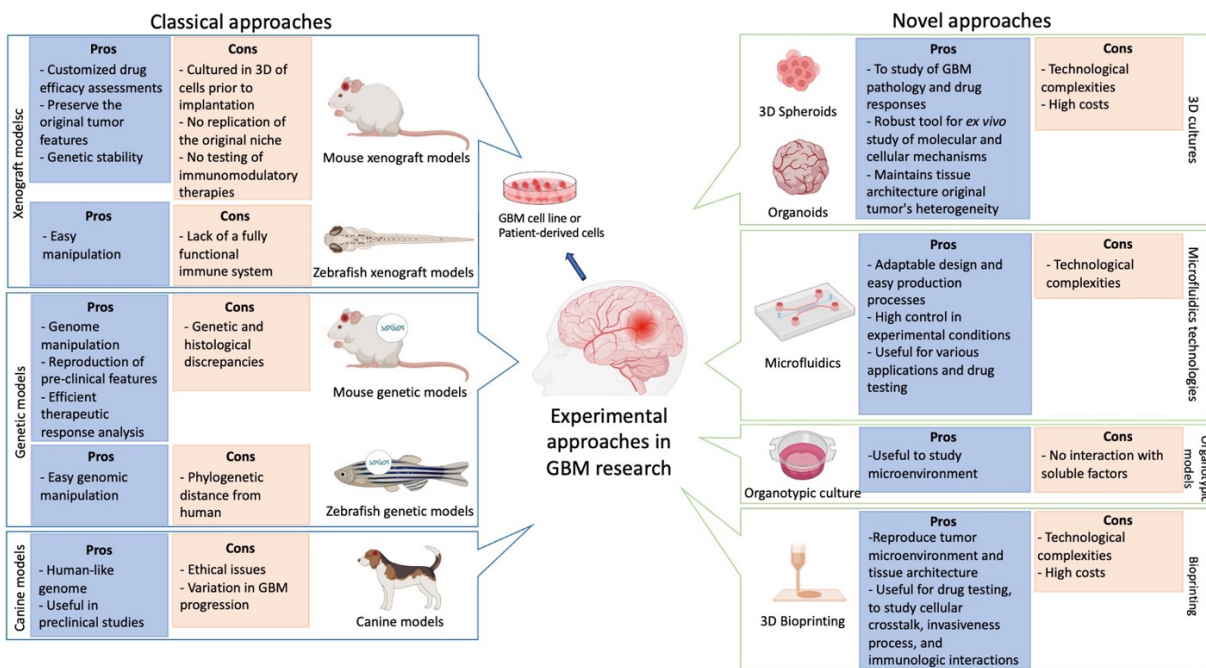 Classical approaches
Xenograft modelsc
Pros
- Customized drug
efficacy assessments
- Preserve the
original tumor
features
- Genetic stability
Cons
- Cultured in 3D of
cells prior to
implantation
- No replication of
the original niche
- No testing of
immunomodulatory
therapies
Mouse xenograft models
Pros
- Easy
manipulation
Cons
- Lack of a fully
functional
immune system
Zebrafish xenograft models
Genetic models
Pros
- Genome
manipulation
- Reproduction of
pre-clinical features
- Efficient
therapeutic
response analysis
Cons
- Genetic and
histological
discrepancies
Mouse genetic models
Pros
- Easy genomic
manipulation
Cons
- Phylogenetic
distance from
human
Zebrafish genetic models
Canine models
Pros
- Human-like
genome
- Useful in
preclinical studies
Cons
- Ethical issues
- Variation in GBM
progression
Canine models
GBM cell line or
Patient-derived cells
Experimental
approaches in
GBM research
Novel approaches
3D Spheroids
Organoids
Pros
- To study of GBM
pathology and drug
responses
- Robust tool for ex vivo
study of molecular and
cellular mechanisms
- Maintains tissue
architecture original
tumor's heterogeneity
Cons
- Technological
complexities
- High costs
3D cultures
Microfluidics
Pros
- Adaptable design and
easy production
processes
- High control in
experimental conditions
- Useful for various
applications and drug
testing
Cons
- Technological
complexities
Microfluidics technologies
Organotypic culture
Pros
-Useful to study
microenvironment
Cons
- No interaction with
soluble factors
Organotypic
models
3D Bioprinting
Pros
-Reproduce tumor
microenvironment and
tissue architecture
- Useful for drug testing,
to study cellular
crosstalk, invasiveness
process, and
immunologic interactions
Cons
- Technological
complexities
- High costs
Bioprinting